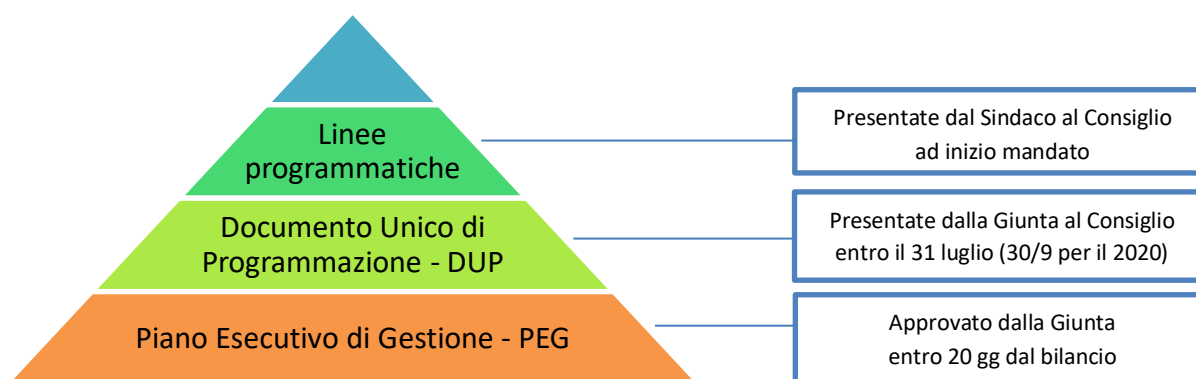 Linee
programmatiche
Presentate dal Sindaco al Consiglio
ad inizio mandato
Documento Unico di
Programmazione - DUP
Presentate dalla Giunta al Consiglio
entro il 31 luglio (30/9 per il 2020)
Piano Esecutivo di Gestione - PEG
Approvato dalla Giunta
entro 20 gg dal bilancio